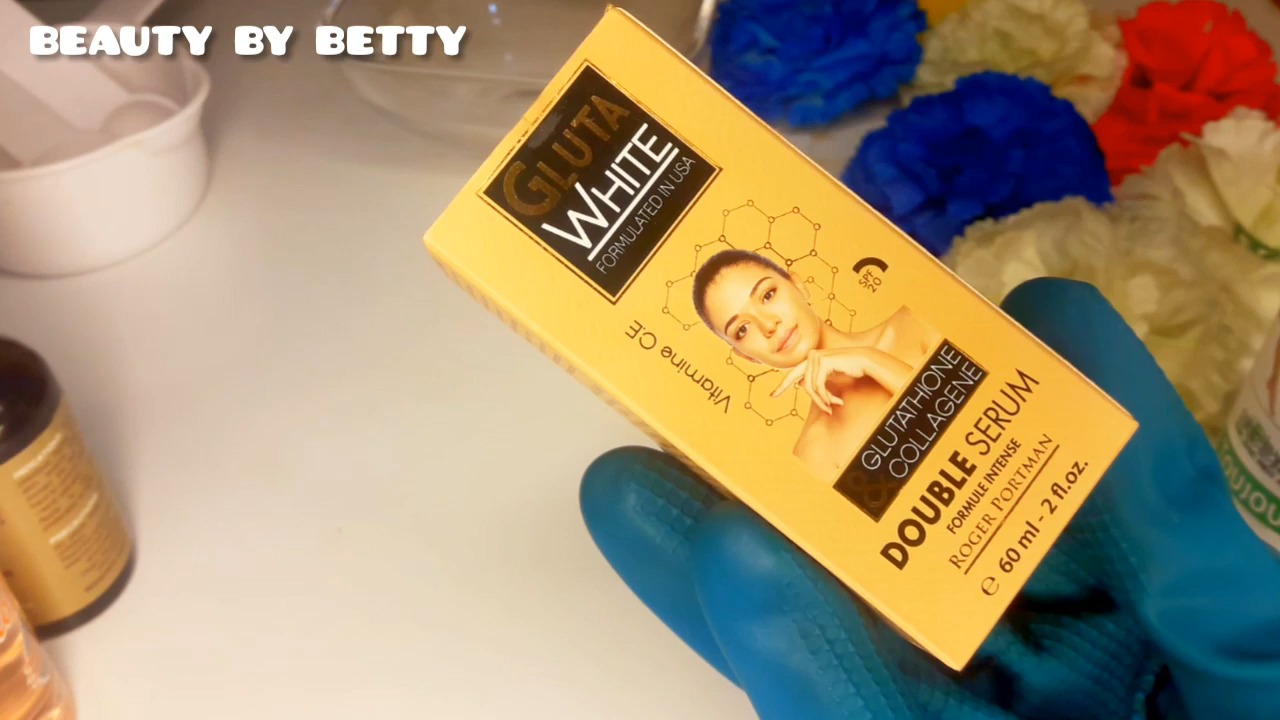 BEAUTY BY BETTY
GLUTA
WHITE
FORMULATED IN USA
SPF
20
Vitamine C.E
GLUTATHIONE
& COLLAGENE
DOUBLE SERUM
FORMULE INTENSE
ROGER PORTMAN
e 60 ml - 2 fl.oz.